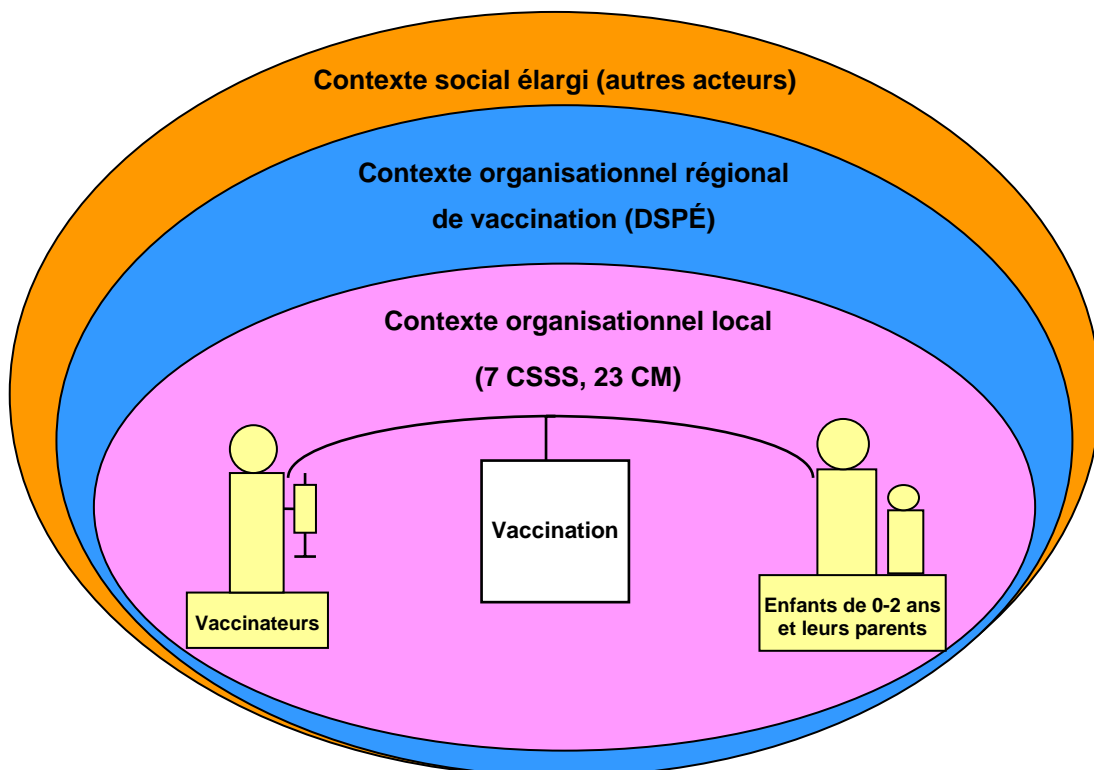 Contexte social élargi (autres acteurs)
Contexte organisationnel régional
de vaccination (DSPÉ)
Contexte organisationnel local
(7 CSSS, 23 CM)
Vaccination
Vaccinateurs
Enfants de 0-2 ans
et leurs parents